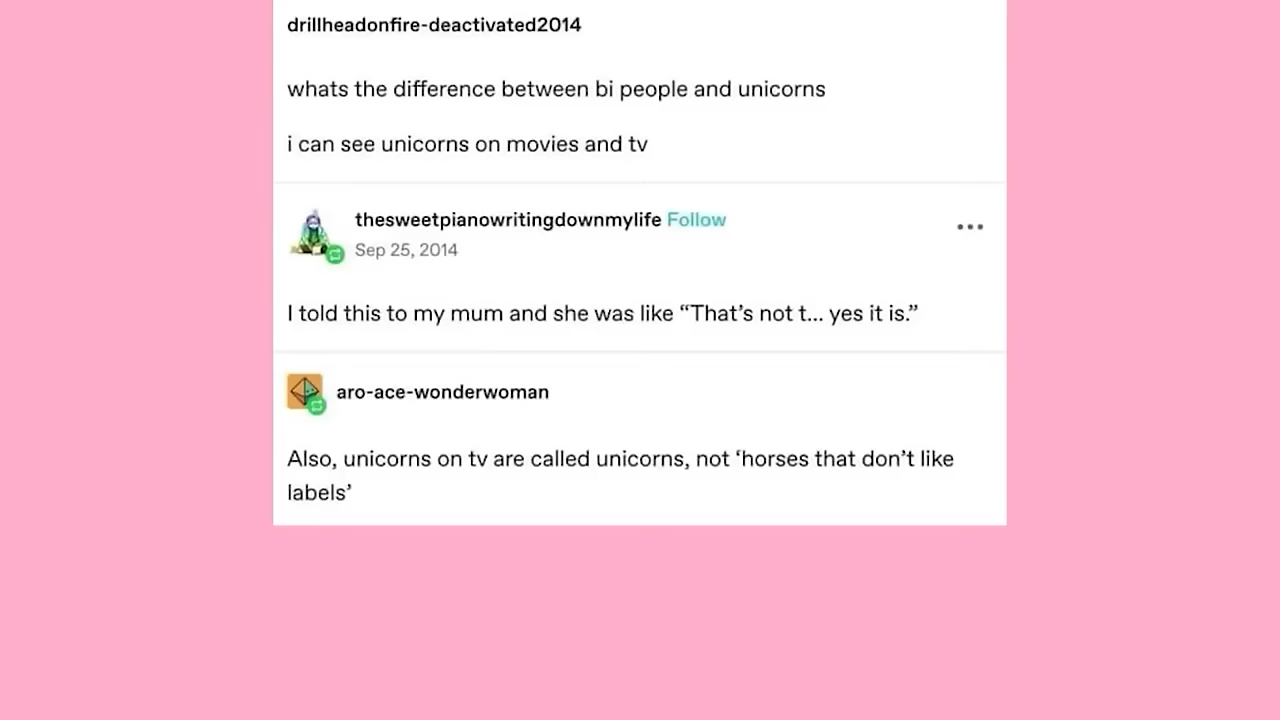 drillheadonfire-deactivated2014
whats the difference between bi people and unicorns
i can see unicorns on movies and tv
thesweetpianowritingdownmylife Follow
Sep 25, 2014
I told this to my mum and she was like “That’s not t... yes it is.”
aro-ace-wonderwoman
Also, unicorns on tv are called unicorns, not ‘horses that don’t like
labels’